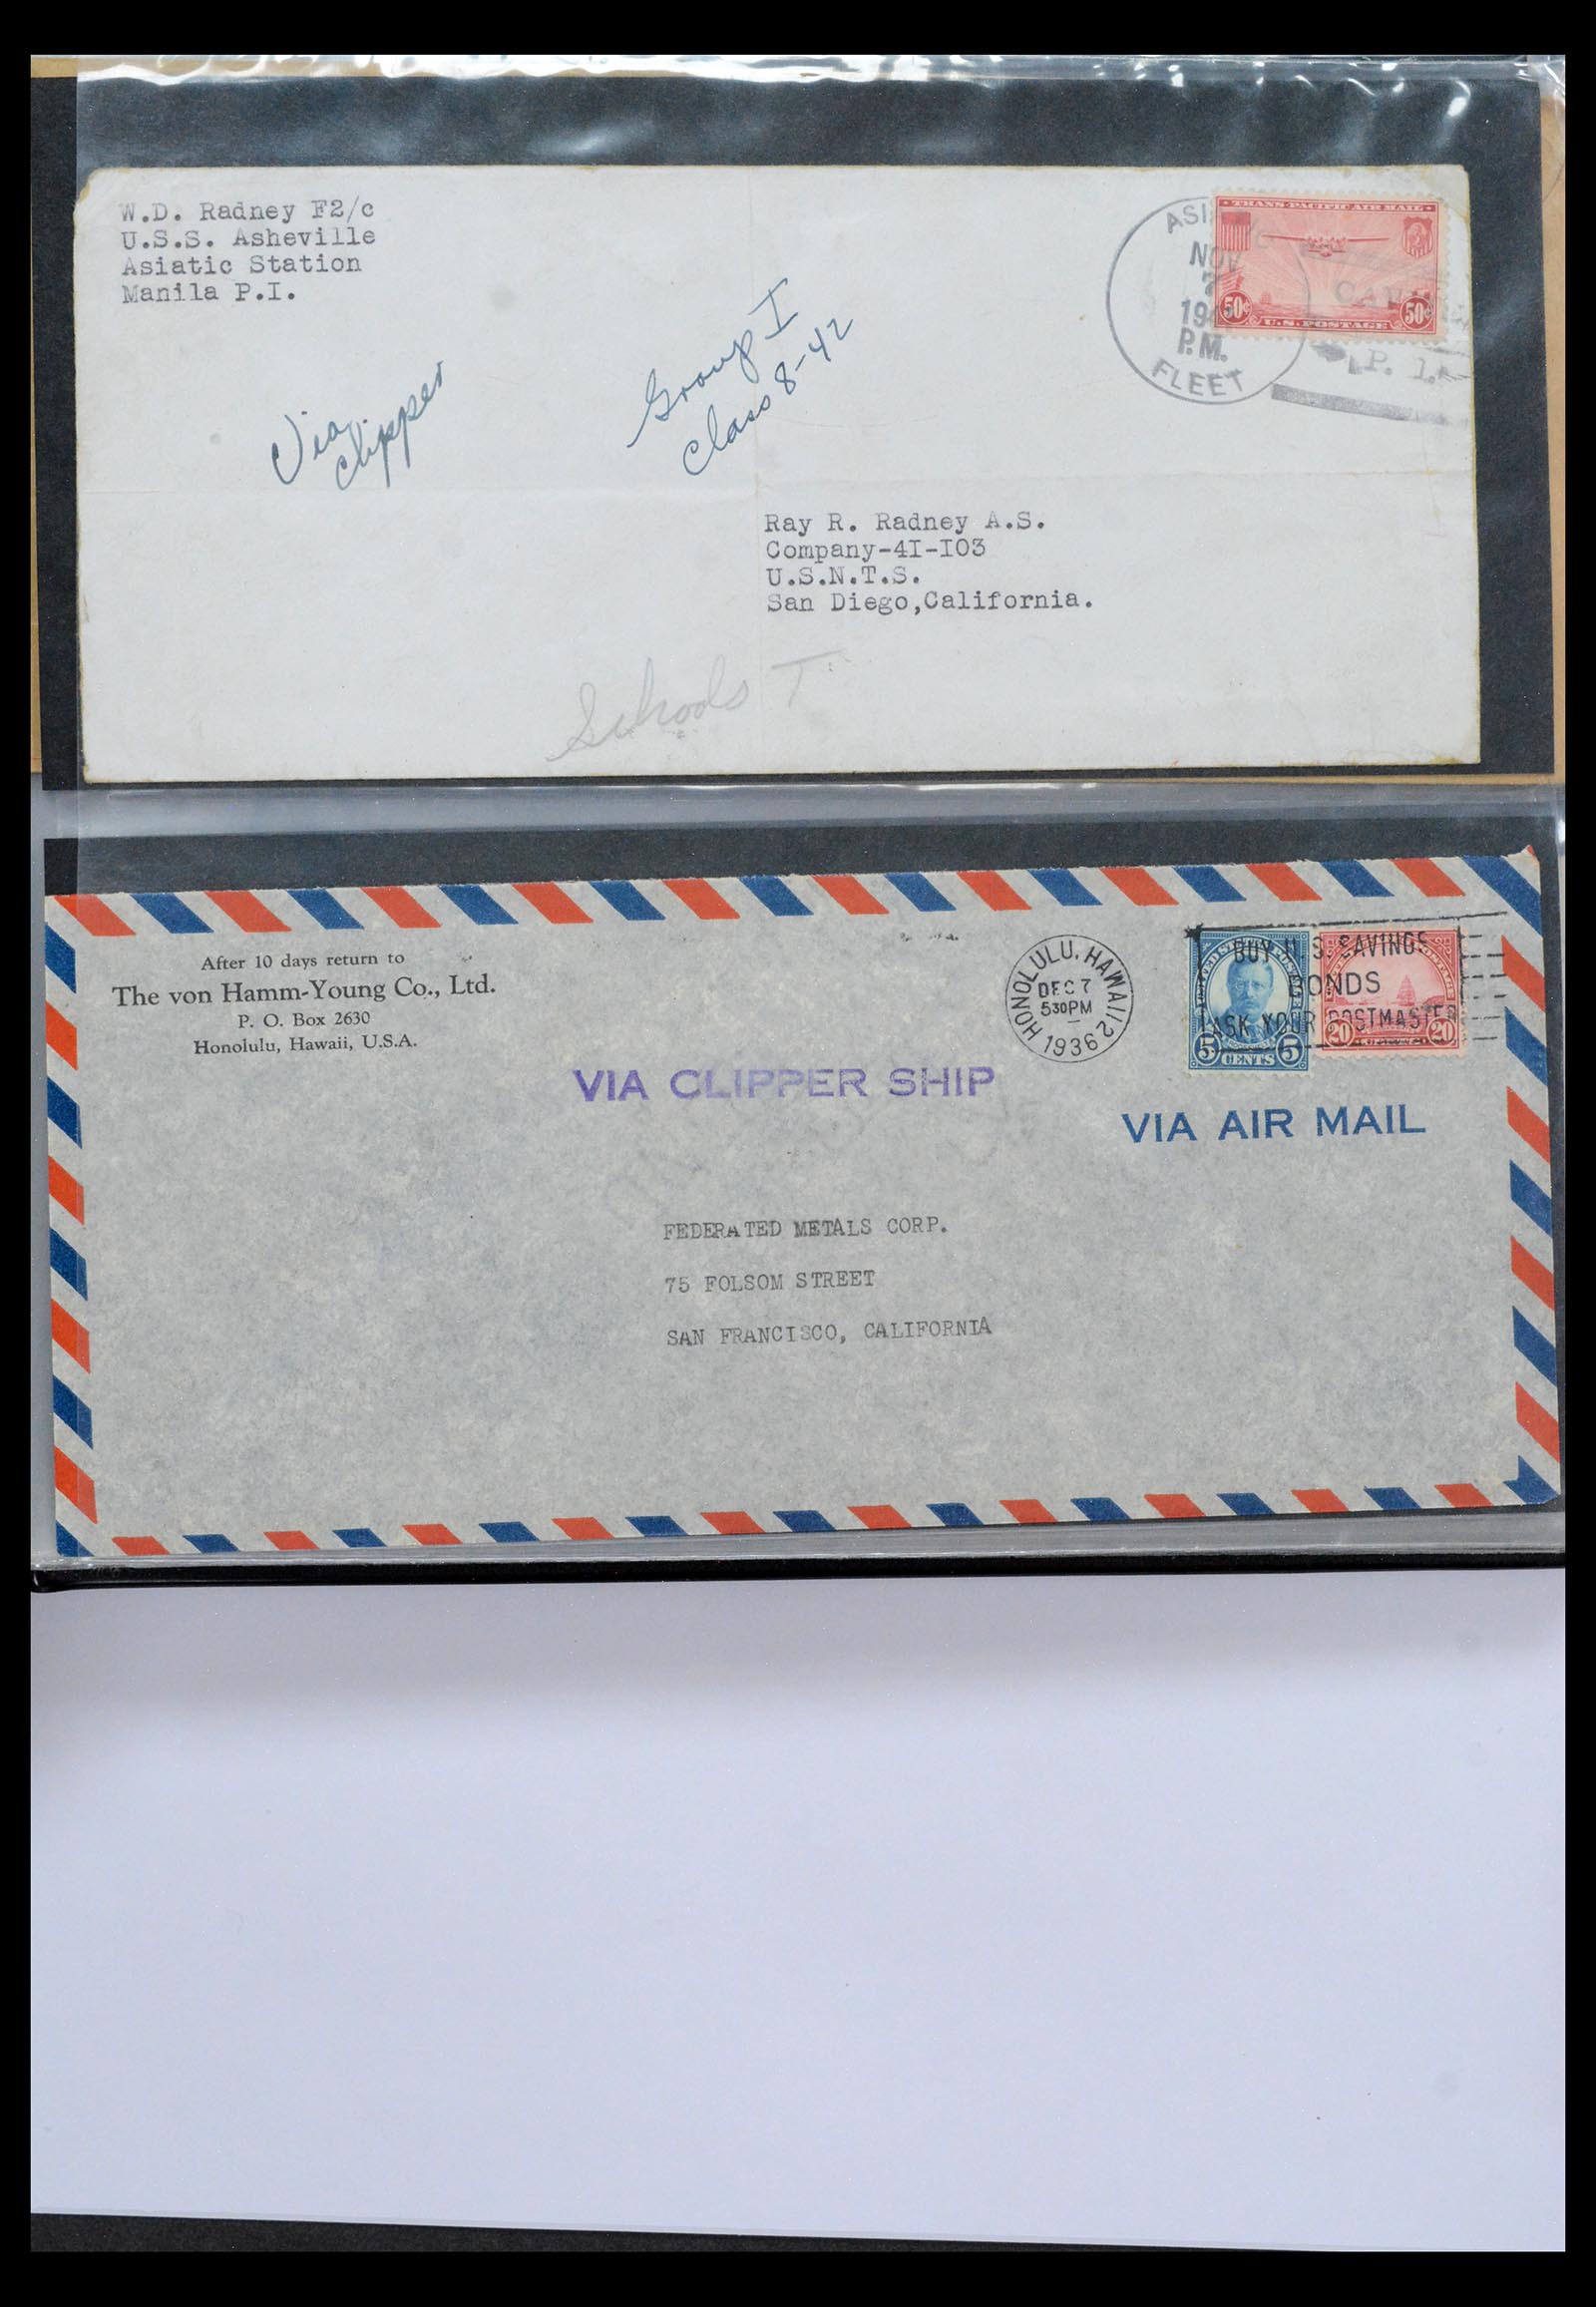 W.D. Radney F2/c
U.S.S. Asheville
Asiatic Station
Manila P.I.
Via
Clipper
Group I
Class 8-42
NOV
P.M.
FLEET
TRANS-PACIFIC AIR MAIL
50¢ 50¢
U.S. POSTAGE
P. I.
Ray R. Radney A.S.
Company-4I-I03
U.S.N.T.S.
San Diego,California.
Schools T
After 10 days return to
The von Hamm-Young Co., Ltd.
P. O. Box 2630
Honolulu, Hawaii, U.S.A.
HONOLULU, HAWAII 2
DEC 7
530PM
1936
BUY U.S. SAVINGS
BONDS
ASK YOUR POSTMASTER
5 CENTS 5
20 20
VIA CLIPPER SHIP
VIA AIR MAIL
FEDERATED METALS CORP.
75 FOLSOM STREET
SAN FRANCISCO, CALIFORNIA